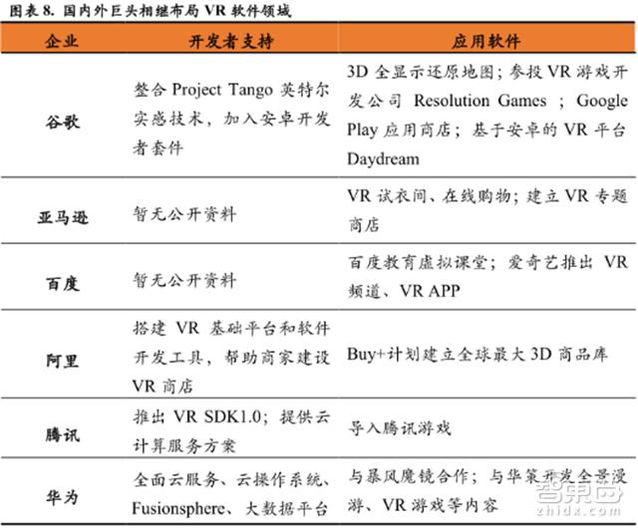 图表 8. 国内外巨头相继布局 VR 软件领域
企业 开发者支持 应用软件
谷歌
整合 Project Tango 英特尔
实感技术，加入安卓开发
者套件
3D 全显示还原地图；参投 VR 游戏开
发公司 Resolution Games ；Google
Play 应用商店；基于安卓的 VR 平台
Daydream
亚马逊
暂无公开资料
VR 试衣间、在线购物；建立 VR 专题
商店
百度
暂无公开资料
百度教育虚拟课堂；爱奇艺推出 VR
频道、VR APP
阿里
搭建 VR 基础平台和软件
开发工具，帮助商家建设
VR 商店
Buy+计划建立全球最大 3D 商品库
腾讯
推出 VR SDK1.0；提供云
计算服务方案
导入腾讯游戏
华为
全面云服务、云操作系统、
Fusionsphere、大数据平台
与暴风魔镜合作；与华策开发全景漫
游、VR 游戏等内容
智东西
zhidx.com